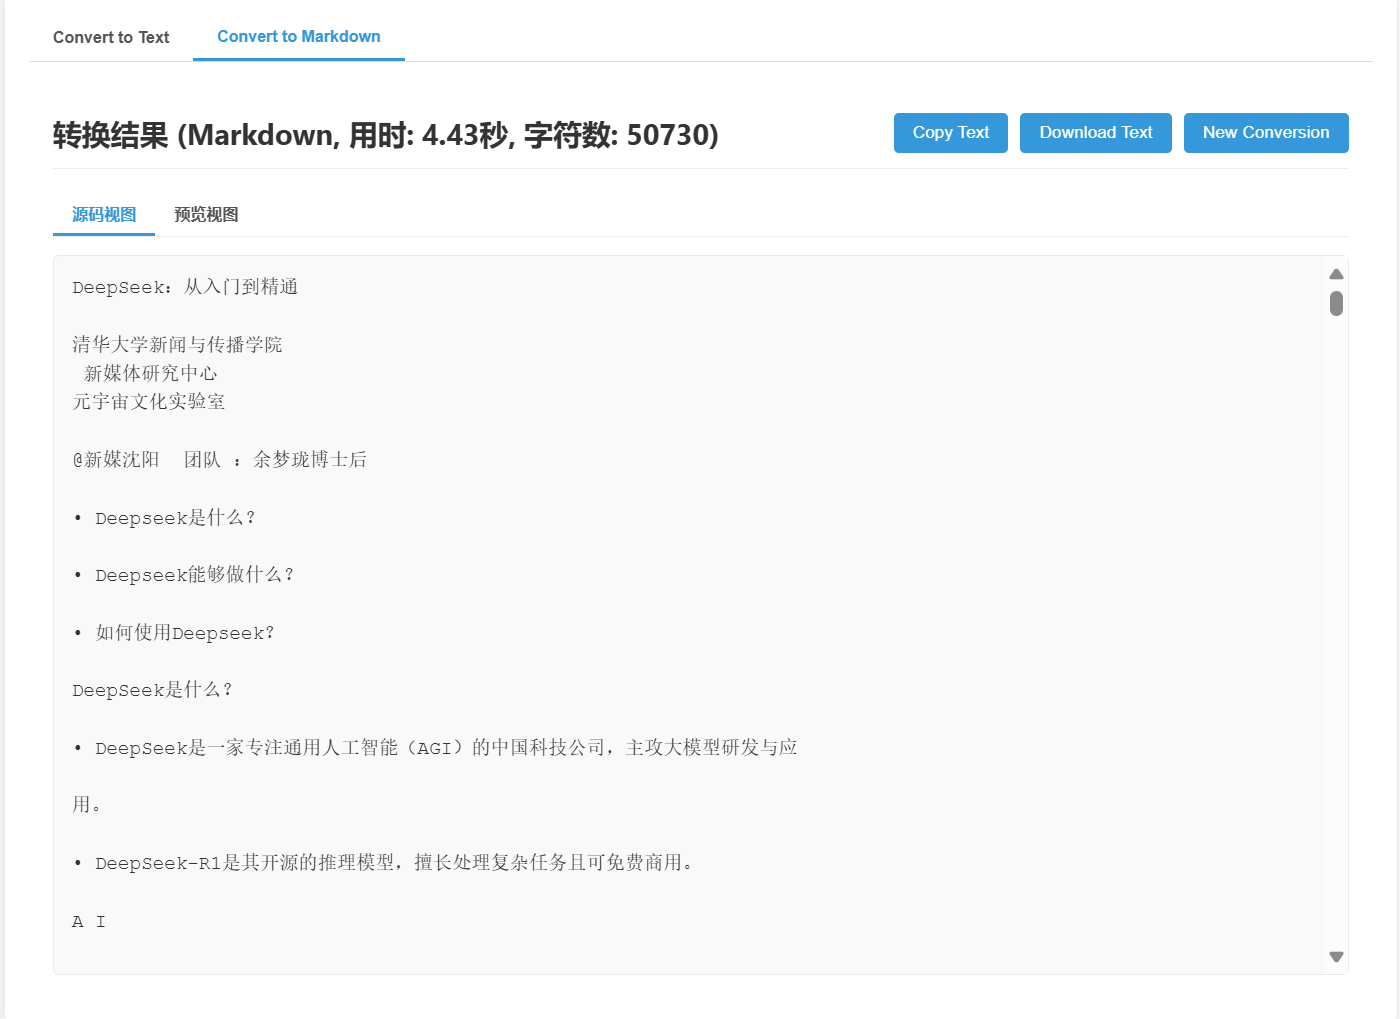 Convert to Text
Convert to Markdown
转换结果 (Markdown, 用时: 4.43秒, 字符数: 50730)
Copy Text
Download Text
New Conversion
源码视图
预览视图
DeepSeek：从入门到精通
清华大学新闻与传播学院
新媒体研究中心
元宇宙文化实验室
@新媒沈阳 团队 ：余梦珑博士后
• Deepseek是什么？
• Deepseek能够做什么？
• 如何使用Deepseek？
DeepSeek是什么？
• DeepSeek是一家专注通用人工智能（AGI）的中国科技公司，主攻大模型研发与应
用。
• DeepSeek-R1是其开源的推理模型，擅长处理复杂任务且可免费商用。
A I